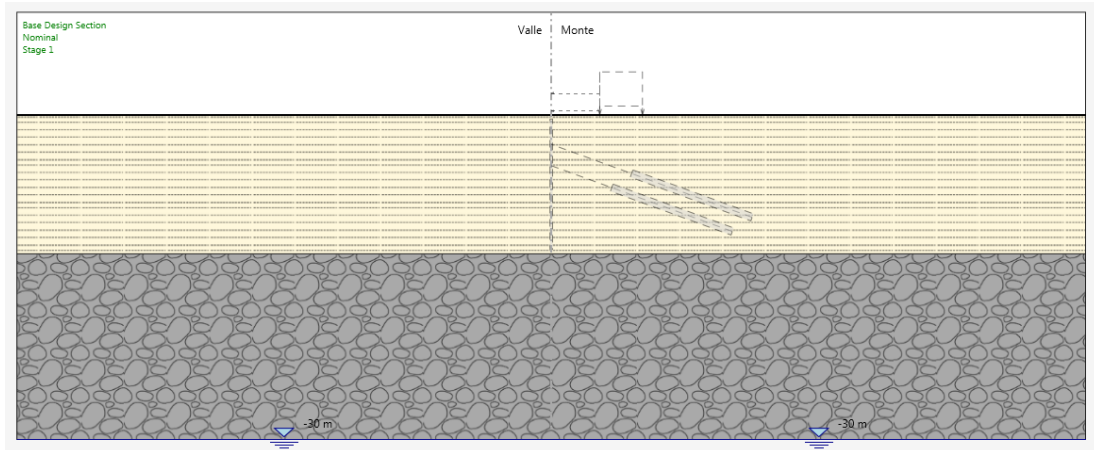 Base Design Section
Nominal
Stage 1
Valle Monte
-30 m -30 m